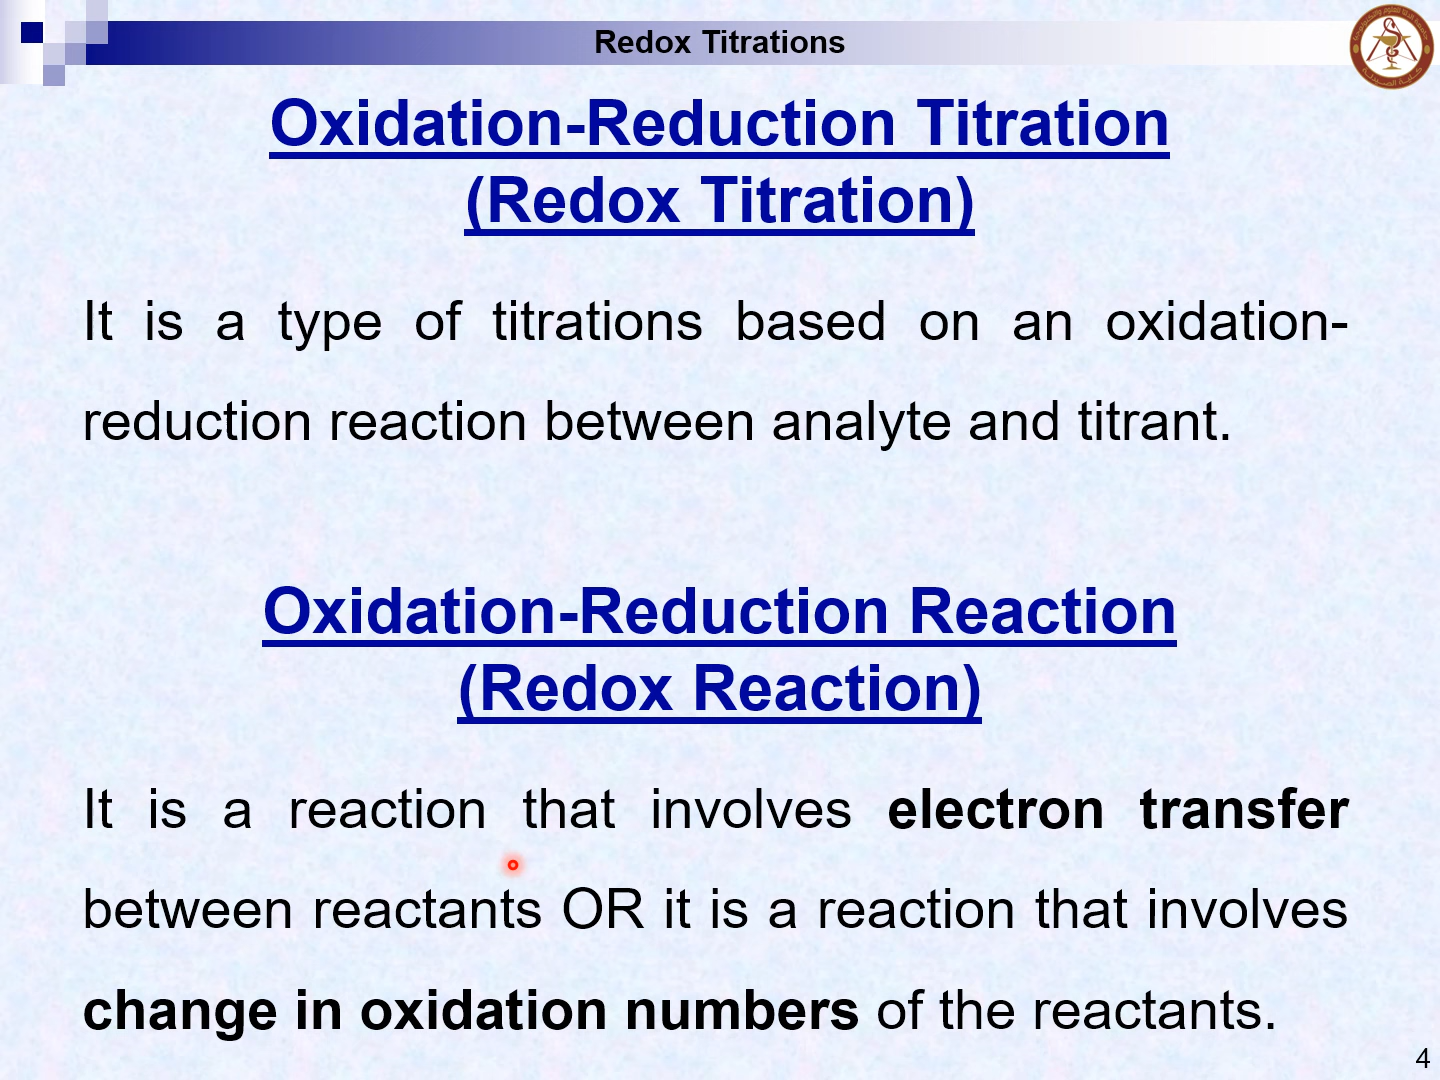 Redox Titrations
Oxidation-Reduction Titration
(Redox Titration)
It is a type of titrations based on an oxidation-
reduction reaction between analyte and titrant.
Oxidation-Reduction Reaction
(Redox Reaction)
It is a reaction that involves electron transfer
between reactants OR it is a reaction that involves
change in oxidation numbers of the reactants.
4